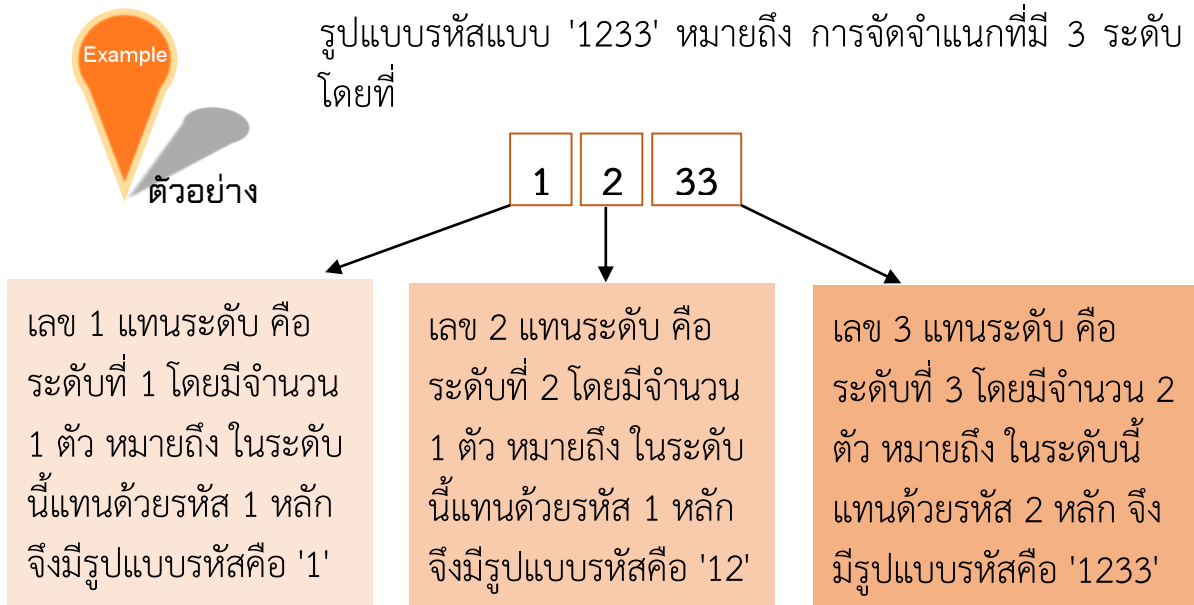 Example
ตัวอย่าง
รูปแบบรหัสแบบ '1233' หมายถึง การจัดจำแนกที่มี 3 ระดับ
โดยที่
1 2 33
เลข 1 แทนระดับ คือ
ระดับที่ 1 โดยมีจำนวน
1 ตัว หมายถึง ในระดับ
นี้แทนด้วยรหัส 1 หลัก
จึงมีรูปแบบรหัสคือ '1'
เลข 2 แทนระดับ คือ
ระดับที่ 2 โดยมีจำนวน
1 ตัว หมายถึง ในระดับ
นี้แทนด้วยรหัส 1 หลัก
จึงมีรูปแบบรหัสคือ '12'
เลข 3 แทนระดับ คือ
ระดับที่ 3 โดยมีจำนวน 2
ตัว หมายถึง ในระดับนี้
แทนด้วยรหัส 2 หลัก จึง
มีรูปแบบรหัสคือ '1233'